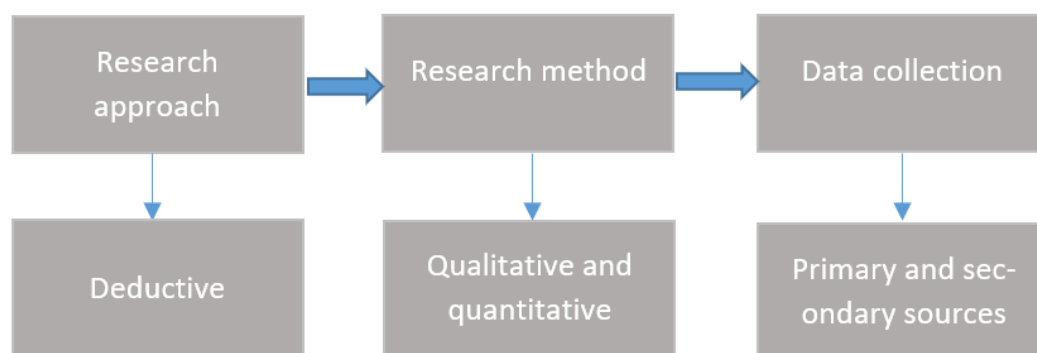 Research
approach
Research method
Data collection
Deductive
Qualitative and
quantitative
Primary and sec-
ondary sources